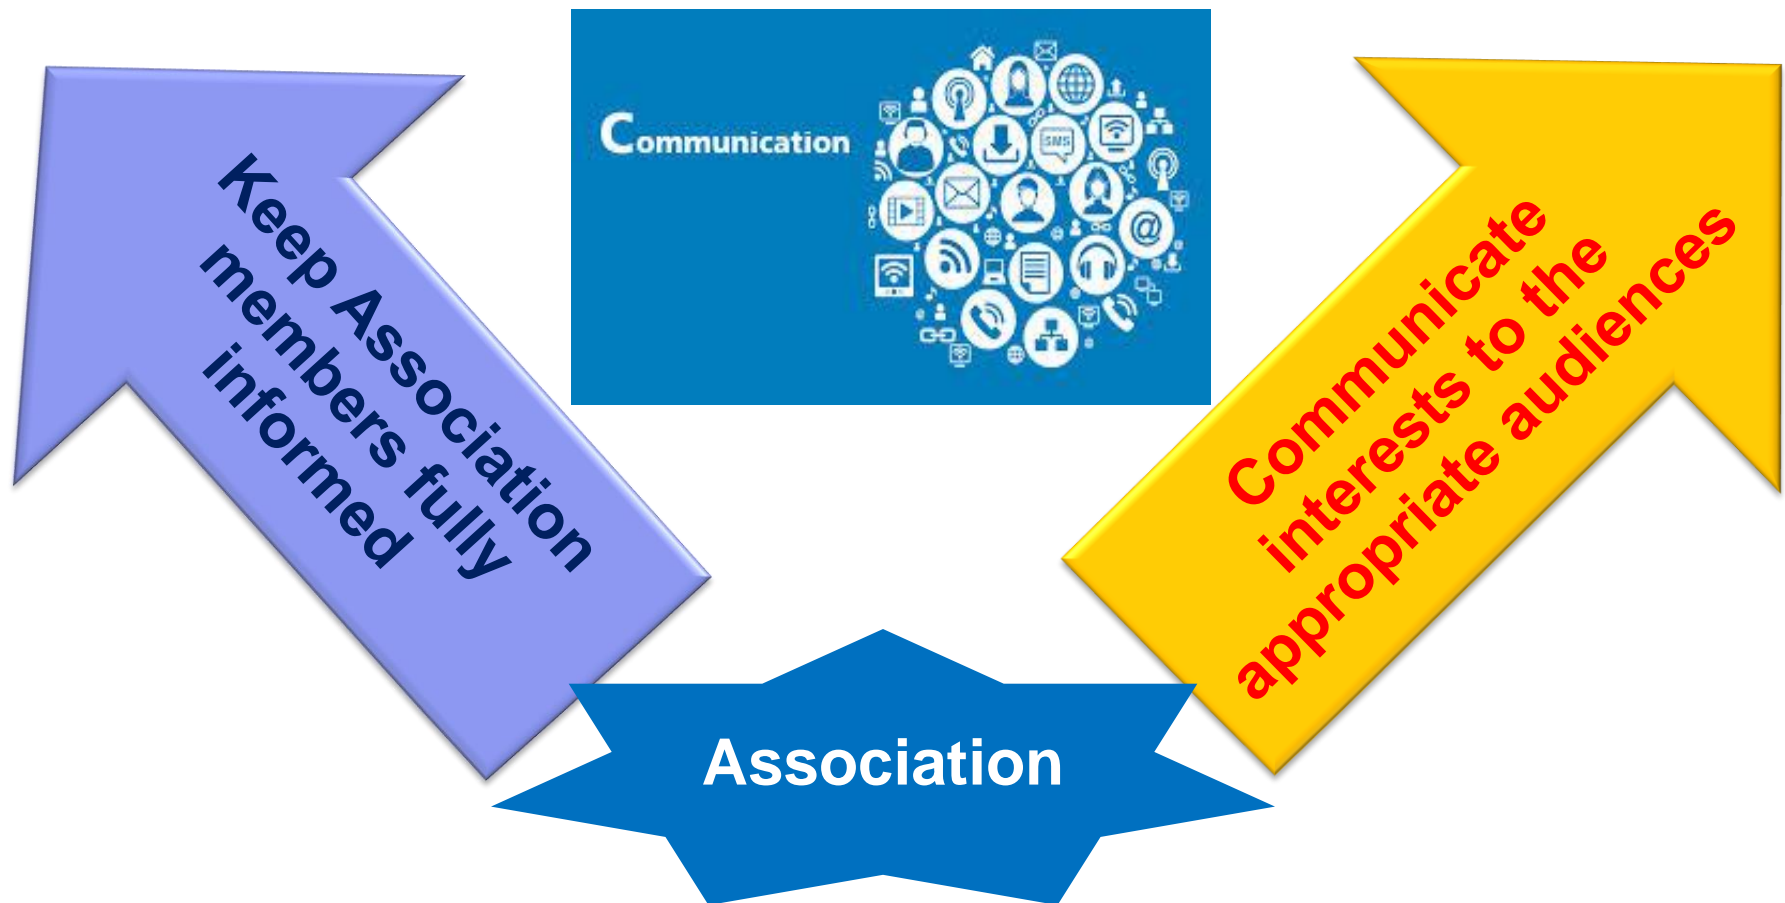 Communication
SMS
@
Keep Association
members fully
informed
Communicate
interests to the
appropriate audiences
Association